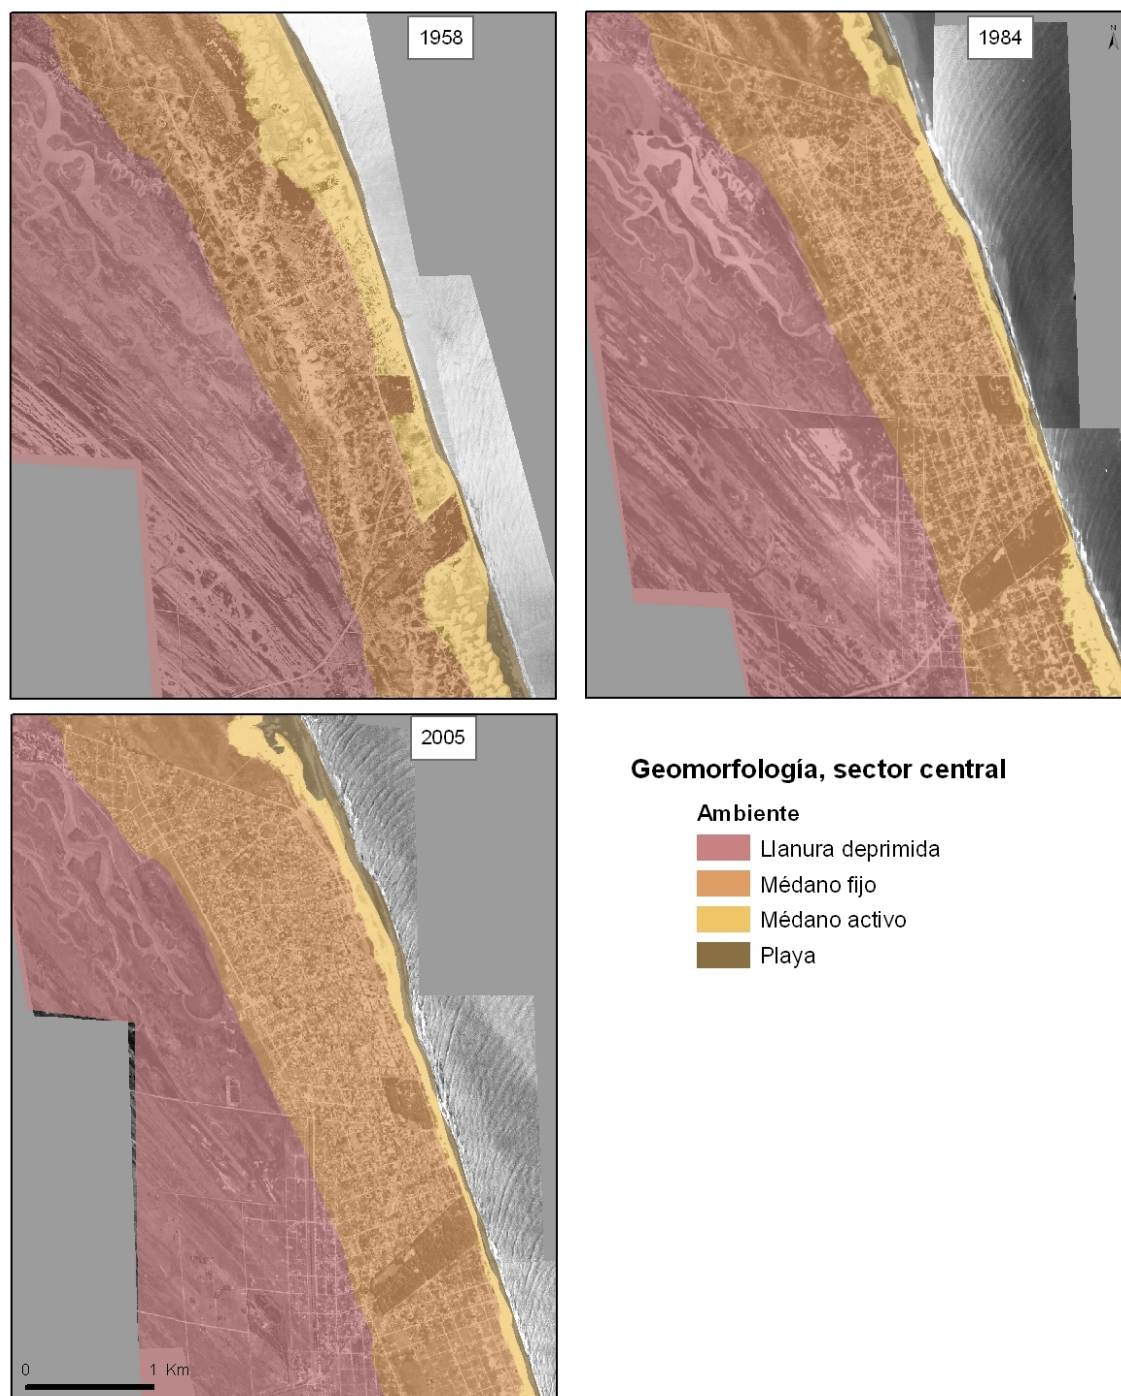 1958
1984
N
2005
Geomorfología, sector central
Ambiente
Llanura deprimida
Médano fijo
Médano activo
Playa
0 1 Km